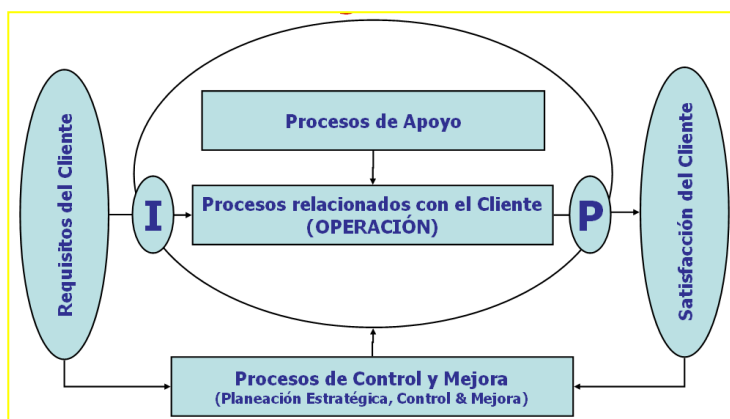 Requisitos del Cliente
I
Procesos de Apoyo
Procesos relacionados con el Cliente
(OPERACIÓN)
P
Satisfacción del Cliente
Procesos de Control y Mejora
(Planeación Estratégica, Control & Mejora)